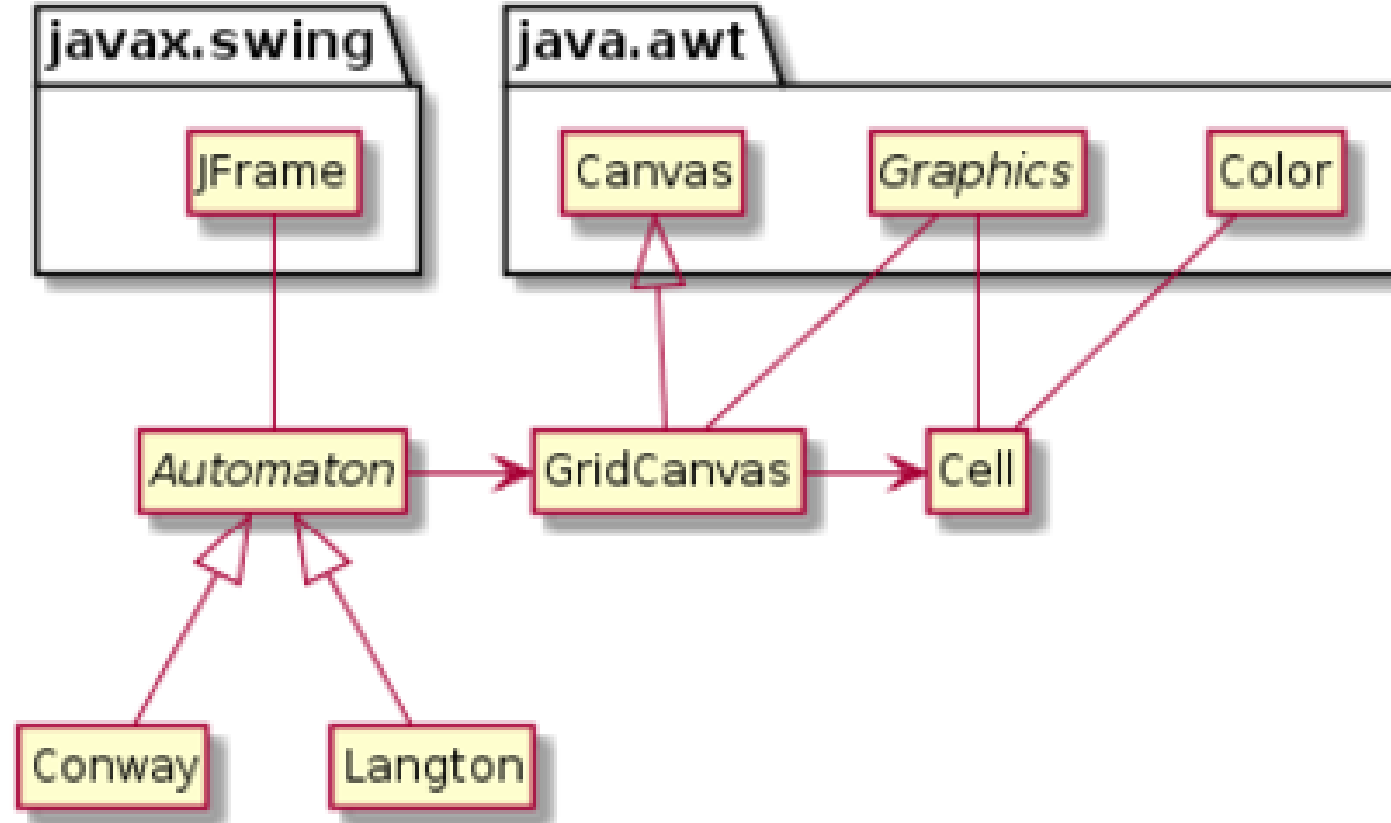 javax.swing
java.awt
JFrame
Canvas
Graphics
Color
Automaton
GridCanvas
Cell
Conway
Langton